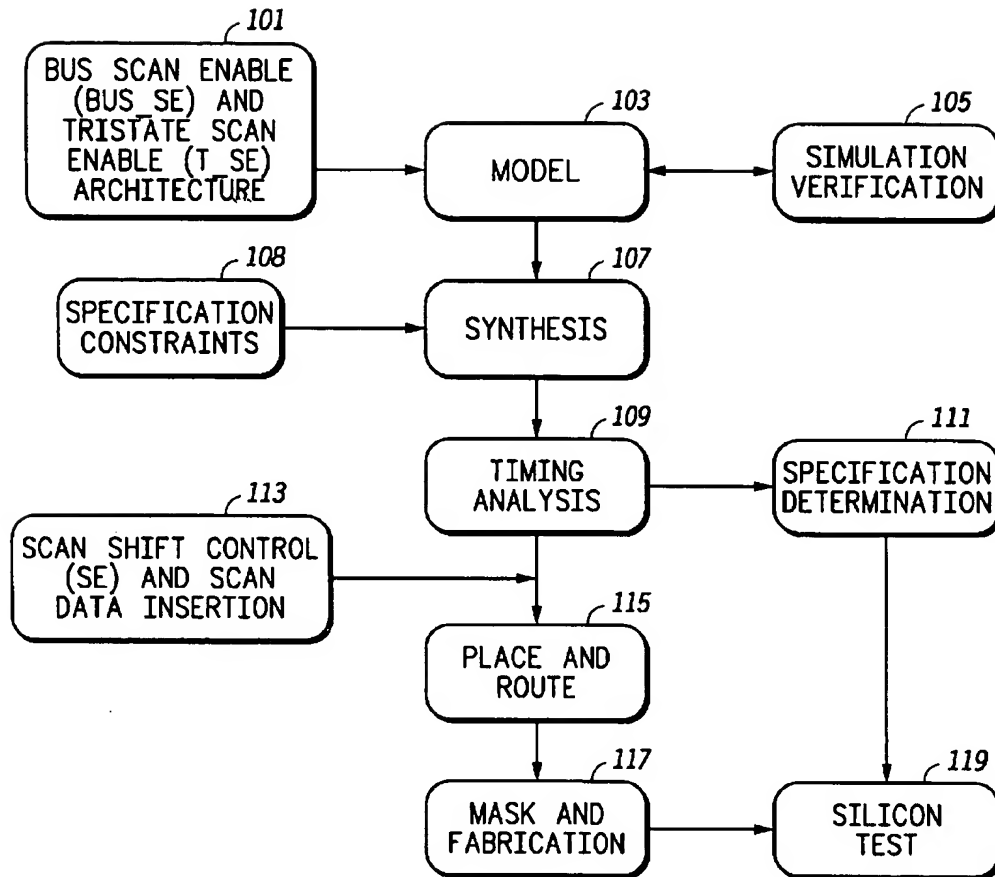 101
BUS SCAN ENABLE
(BUS_SE) AND
TRISTATE SCAN
ENABLE (T_SE)
ARCHITECTURE
103
MODEL
105
SIMULATION
VERIFICATION
108
SPECIFICATION
CONSTRAINTS
107
SYNTHESIS
109
TIMING
ANALYSIS
111
SPECIFICATION
DETERMINATION
113
SCAN SHIFT CONTROL
(SE) AND SCAN
DATA INSERTION
115
PLACE AND
ROUTE
117
MASK AND
FABRICATION
119
SILICON
TEST